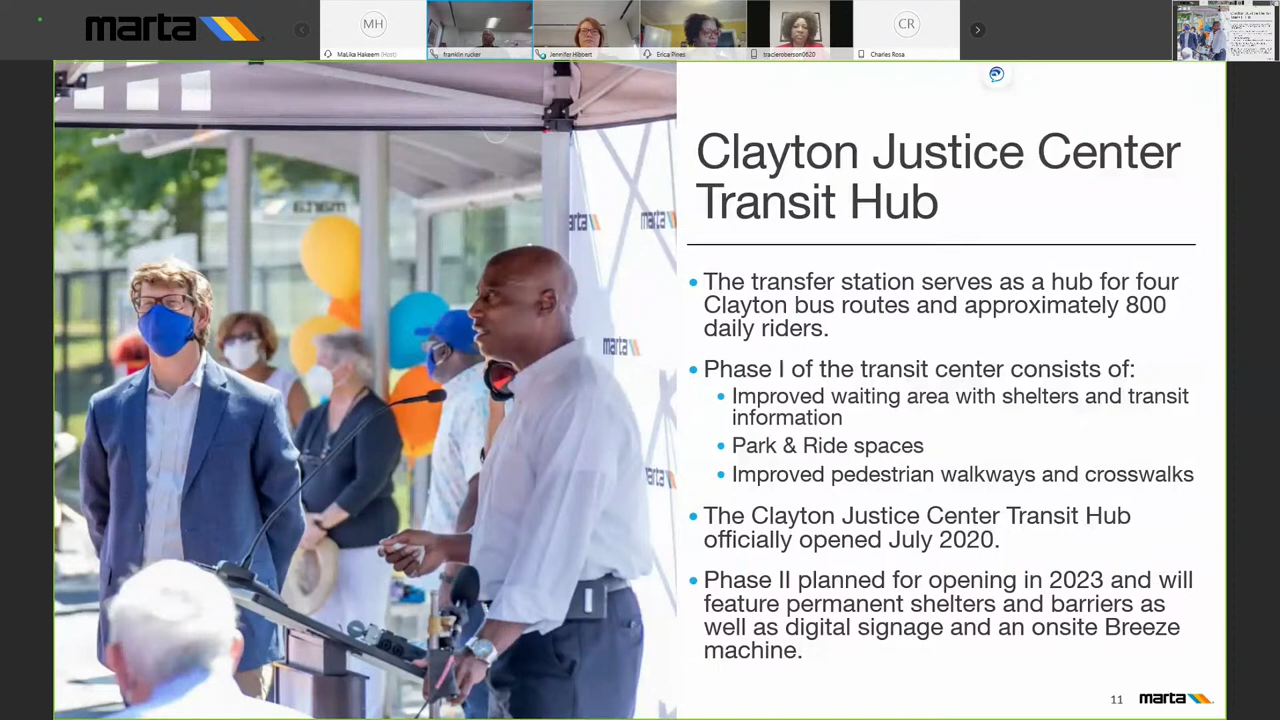 marta
MH
CR
MaLika Hakeem (Host)
franklin rucker
Jennifer Hibbert
Erica Pines
tracieroberson0620
Charles Rosa
marta
arta
marta
marta
arta
Clayton Justice Center
Transit Hub
• The transfer station serves as a hub for four
Clayton bus routes and approximately 800
daily riders.
• Phase I of the transit center consists of:
• Improved waiting area with shelters and transit
information
• Park & Ride spaces
• Improved pedestrian walkways and crosswalks
• The Clayton Justice Center Transit Hub
officially opened July 2020.
• Phase II planned for opening in 2023 and will
feature permanent shelters and barriers as
well as digital signage and an onsite Breeze
machine.
11
marta